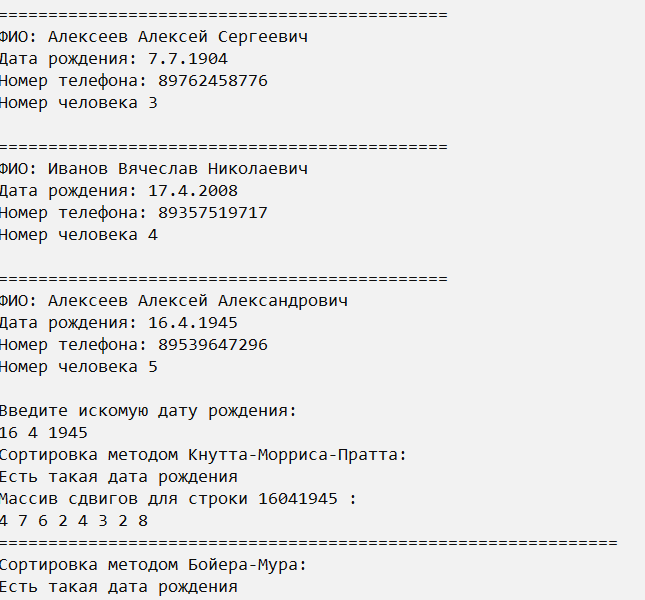 =============================================
ФИО: Алексеев Алексей Сергеевич
Дата рождения: 7.7.1904
Номер телефона: 89762458776
Номер человека 3
=============================================
ФИО: Иванов Вячеслав Николаевич
Дата рождения: 17.4.2008
Номер телефона: 89357519717
Номер человека 4
=============================================
ФИО: Алексеев Алексей Александрович
Дата рождения: 16.4.1945
Номер телефона: 89539647296
Номер человека 5
Введите искомую дату рождения:
16 4 1945
Сортировка методом Кнутта-Морриса-Пратта:
Есть такая дата рождения
Массив сдвигов для строки 16041945 :
4 7 6 2 4 3 2 8
==============================================================
Сортировка методом Бойера-Мура:
Есть такая дата рождения